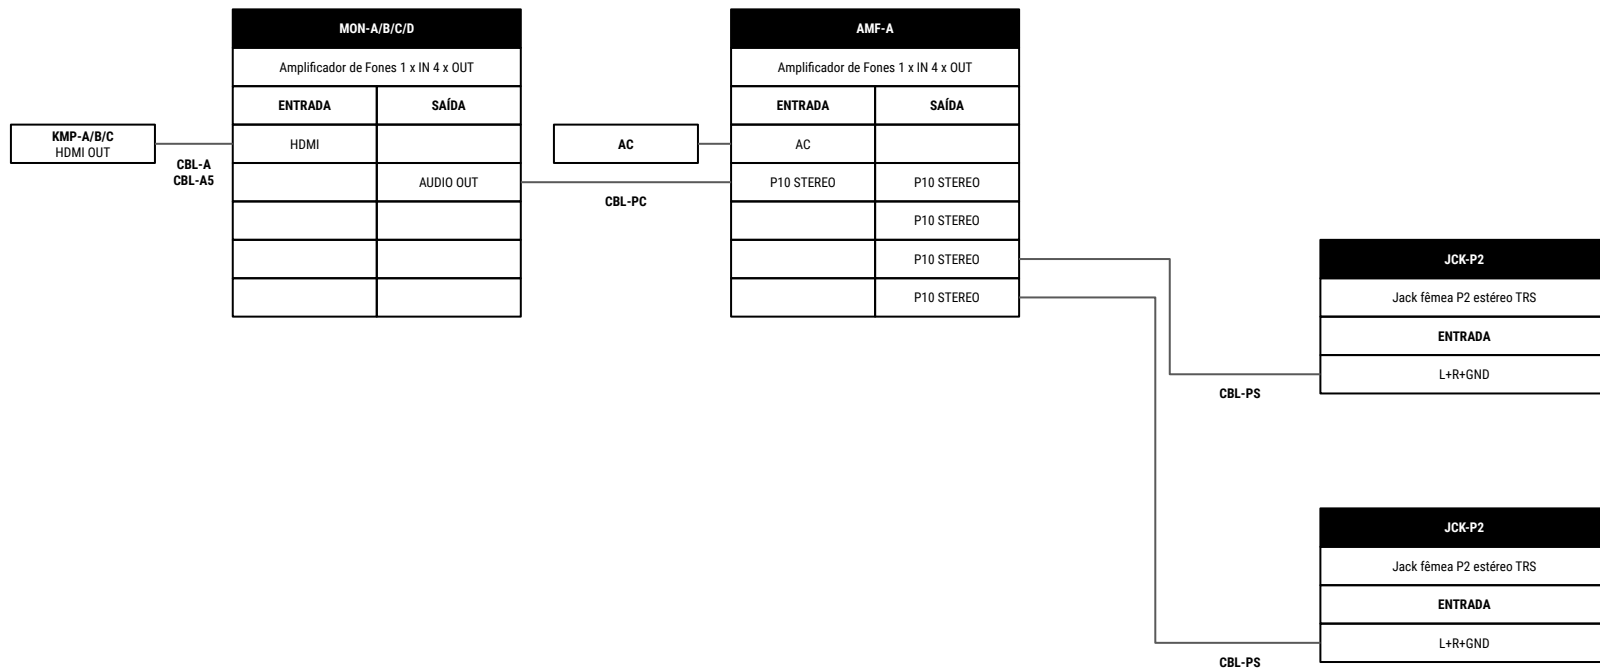 MON-A/B/C/D
Amplificador de Fones 1 x IN 4 x OUT
ENTRADA SAÍDA
KMP-A/B/C
HDMI OUT
CBL-A
CBL-A5
HDMI
AUDIO OUT
CBL-PC
AC
AMF-A
Amplificador de Fones 1 x IN 4 x OUT
ENTRADA SAÍDA
AC
P10 STEREO P10 STEREO
P10 STEREO
P10 STEREO
P10 STEREO
JCK-P2
Jack fêmea P2 estéreo TRS
ENTRADA
L+R+GND
CBL-PS
JCK-P2
Jack fêmea P2 estéreo TRS
ENTRADA
L+R+GND
CBL-PS